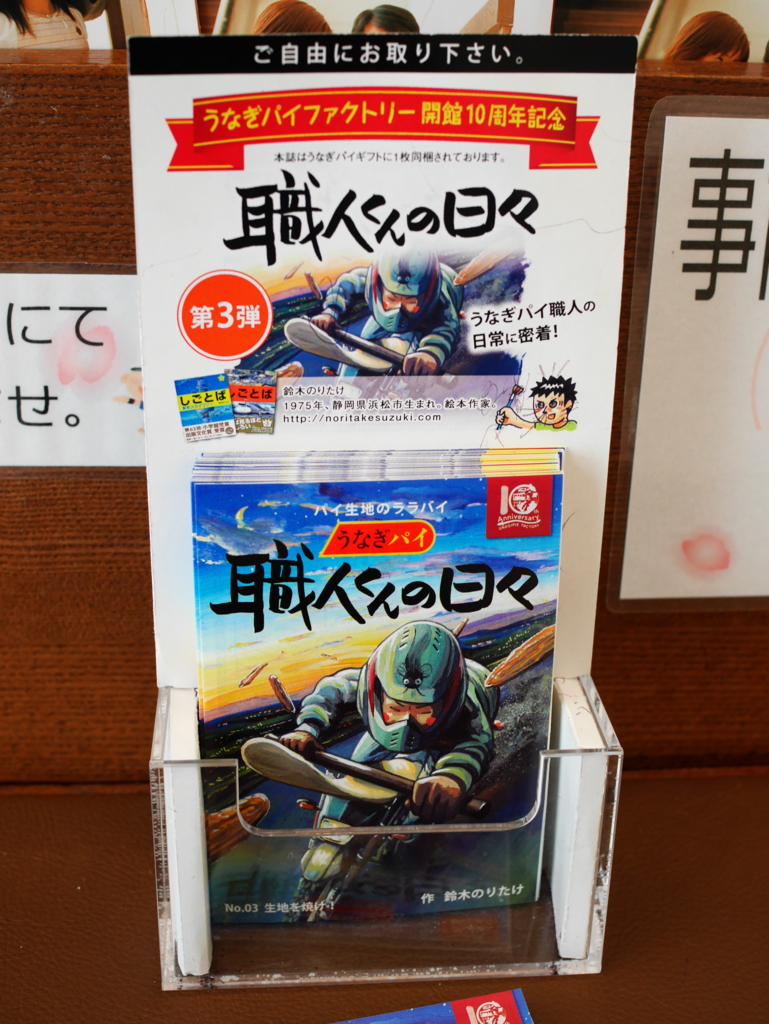 ご自由にお取り下さい。
うなぎパイファクトリー 開館10周年記念
本誌はうなぎパイギフトに1枚同梱されております。
職人くんの日々
第3弾
うなぎパイ職人の
日常に密着!
しごとば
しごとば
鈴木のりたけ
1975年、静岡県浜松市生まれ。絵本作家。
http://noritakesuzuki.com
にて
せ。
事
パイ生地のララバイ
10
Anniversary
うなぎパイ
職人くんの日々
No.03 生地を焼け!
作 鈴木のりたけ